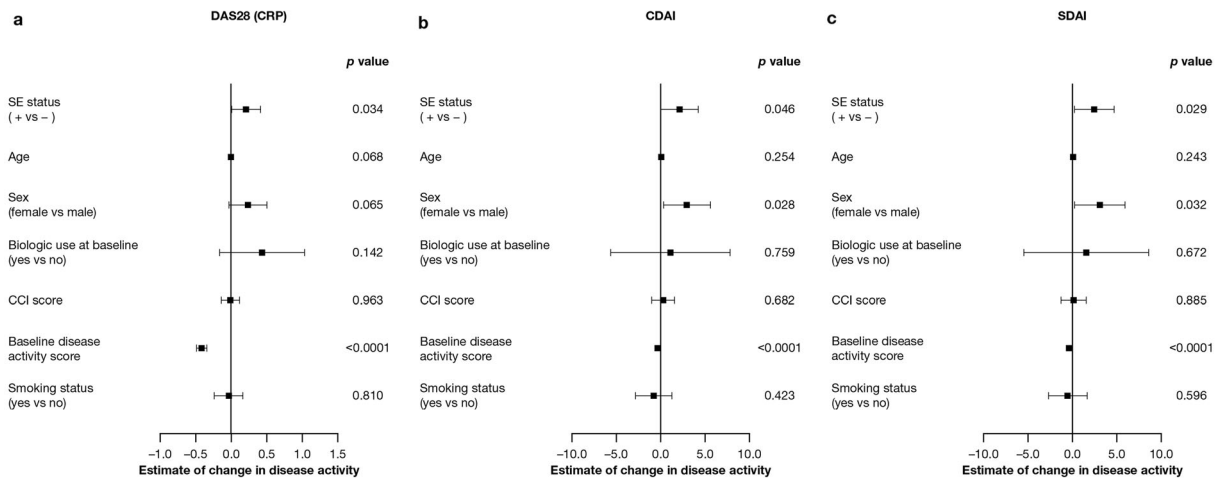 a
DAS28 (CRP)
p value
SE status
( + vs − )
0.034
Age
0.068
Sex
(female vs male)
0.065
Biologic use at baseline
(yes vs no)
0.142
CCI score
0.963
Baseline disease
activity score
<0.0001
Smoking status
(yes vs no)
0.810
−1.0 −0.5 0.0 0.5 1.0 1.5
Estimate of change in disease activity
b
CDAI
p value
SE status
( + vs − )
0.046
Age
0.254
Sex
(female vs male)
0.028
Biologic use at baseline
(yes vs no)
0.759
CCI score
0.682
Baseline disease
activity score
<0.0001
Smoking status
(yes vs no)
0.423
−10.0 −5.0 0.0 5.0 10.0
Estimate of change in disease activity
c
SDAI
p value
SE status
( + vs − )
0.029
Age
0.243
Sex
(female vs male)
0.032
Biologic use at baseline
(yes vs no)
0.672
CCI score
0.885
Baseline disease
activity score
<0.0001
Smoking status
(yes vs no)
0.596
−10.0 −5.0 0.0 5.0 10.0
Estimate of change in disease activity